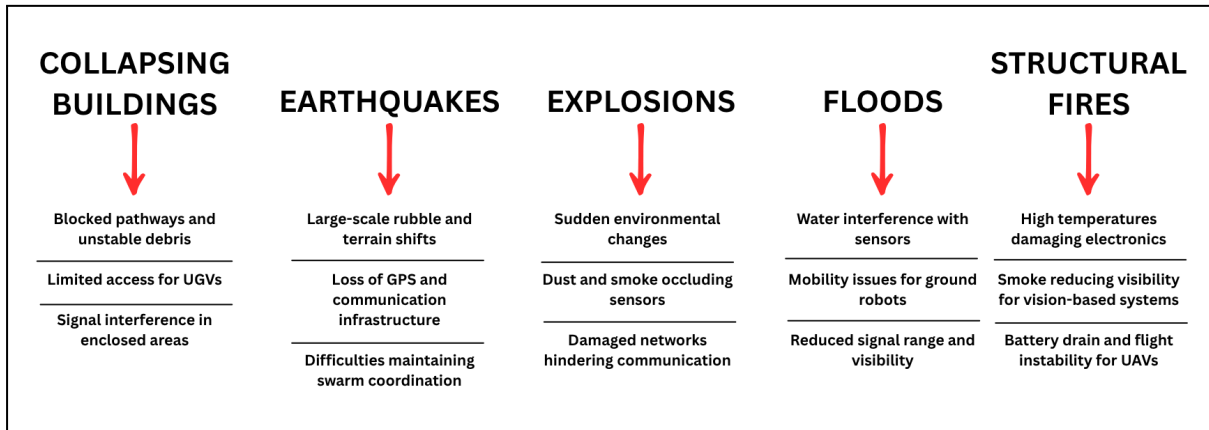 COLLAPSING
BUILDINGS
Blocked pathways and
unstable debris
Limited access for UGVs
Signal interference in
enclosed areas
EARTHQUAKES
Large-scale rubble and
terrain shifts
Loss of GPS and
communication
infrastructure
Difficulties maintaining
swarm coordination
EXPLOSIONS
Sudden environmental
changes
Dust and smoke occluding
sensors
Damaged networks
hindering communication
FLOODS
Water interference with
sensors
Mobility issues for ground
robots
Reduced signal range and
visibility
STRUCTURAL
FIRES
High temperatures
damaging electronics
Smoke reducing visibility
for vision-based systems
Battery drain and flight
instability for UAVs